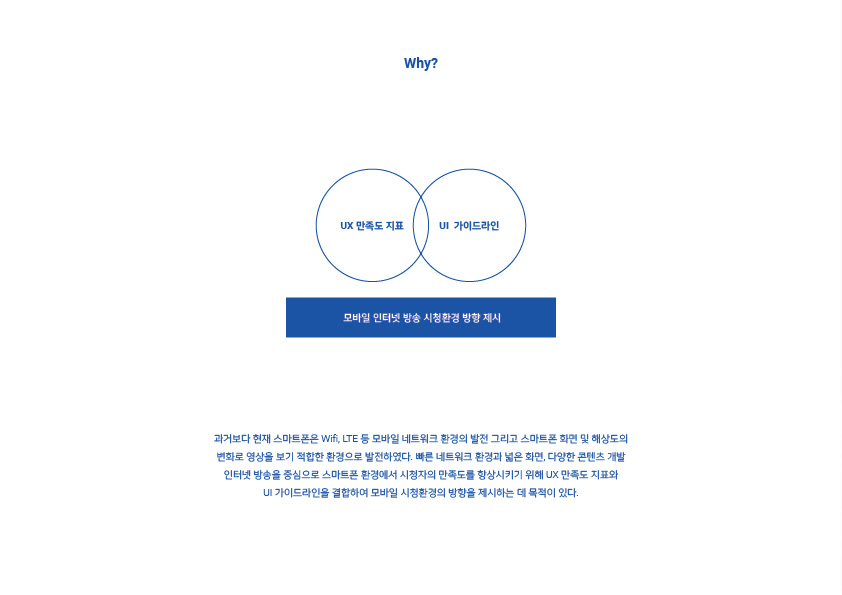 Why?
UX 만족도 지표
UI 가이드라인
모바일 인터넷 방송 시청환경 방향 제시
과거보다 현재 스마트폰은 Wifi, LTE 등 모바일 네트워크 환경의 발전 그리고 스마트폰 화면 및 해상도의
변화로 영상을 보기 적합한 환경으로 발전하였다. 빠른 네트워크 환경과 넓은 화면, 다양한 콘텐츠 개발
인터넷 방송을 중심으로 스마트폰 환경에서 시청자의 만족도를 향상시키기 위해 UX 만족도 지표와
UI 가이드라인을 결합하여 모바일 시청환경의 방향을 제시하는 데 목적이 있다.